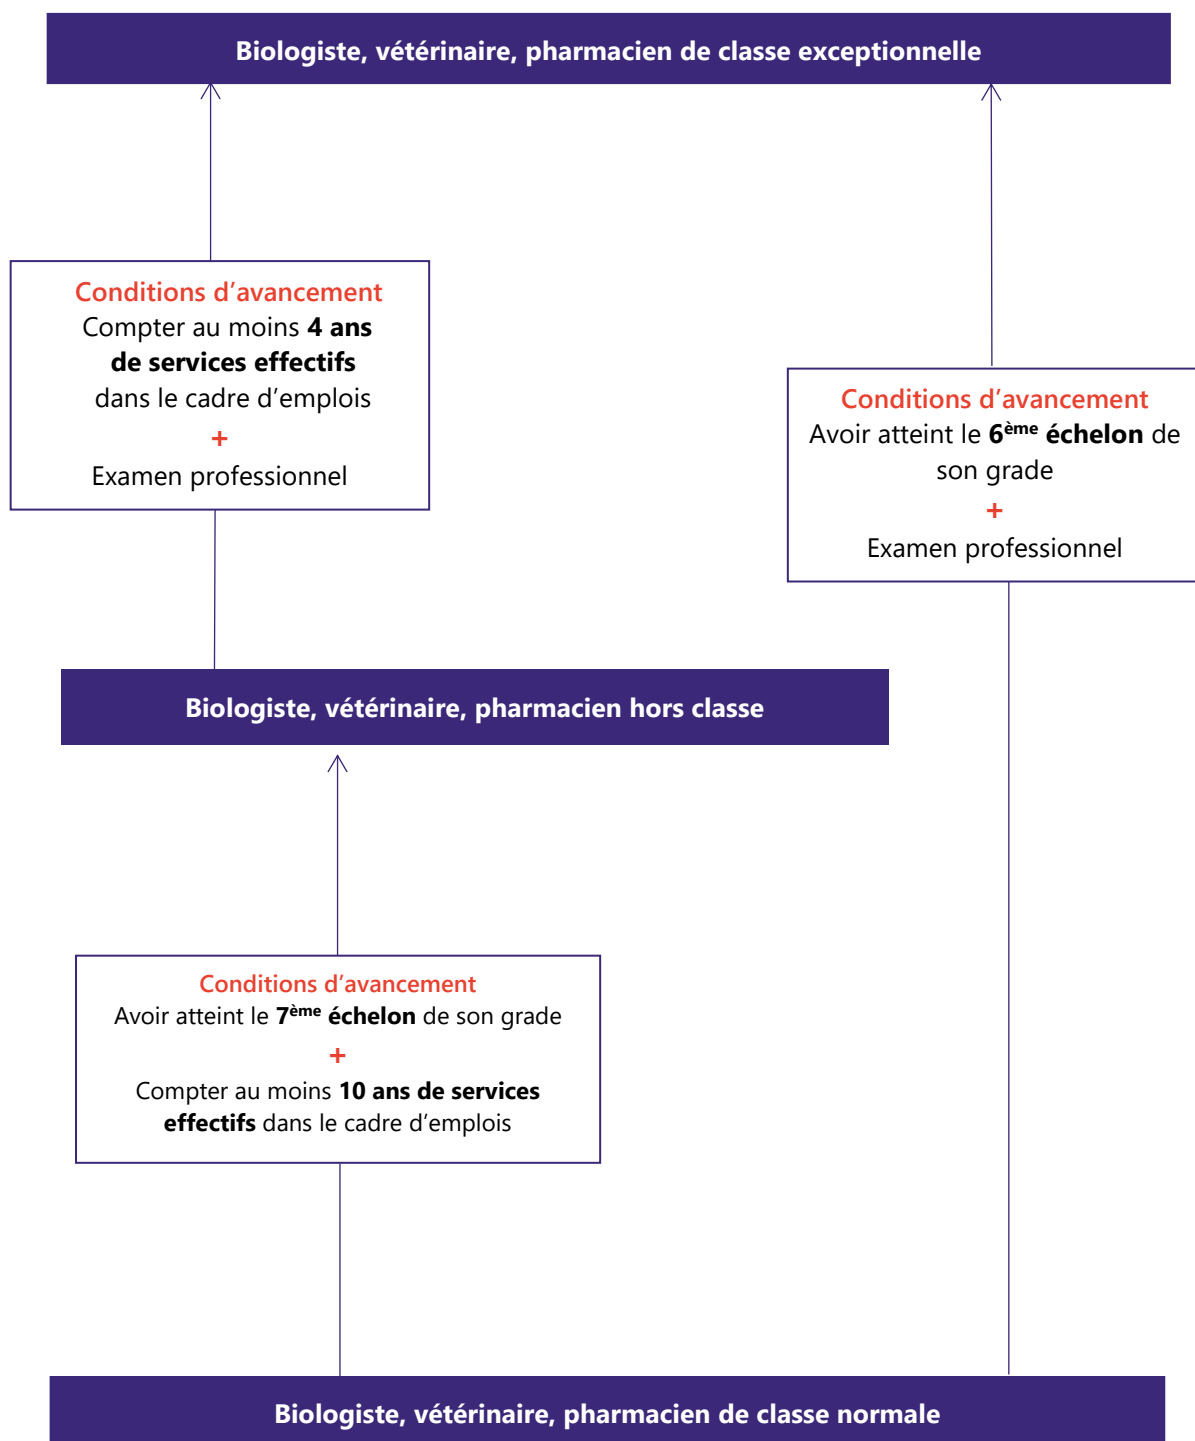 Biologiste, vétérinaire, pharmacien de classe exceptionnelle
Conditions d’avancement
Compter au moins 4 ans
de services effectifs
dans le cadre d’emplois
+
Examen professionnel
Conditions d’avancement
Avoir atteint le 6ème échelon de
son grade
+
Examen professionnel
Biologiste, vétérinaire, pharmacien hors classe
Conditions d’avancement
Avoir atteint le 7ème échelon de son grade
+
Compter au moins 10 ans de services
effectifs dans le cadre d’emplois
Biologiste, vétérinaire, pharmacien de classe normale